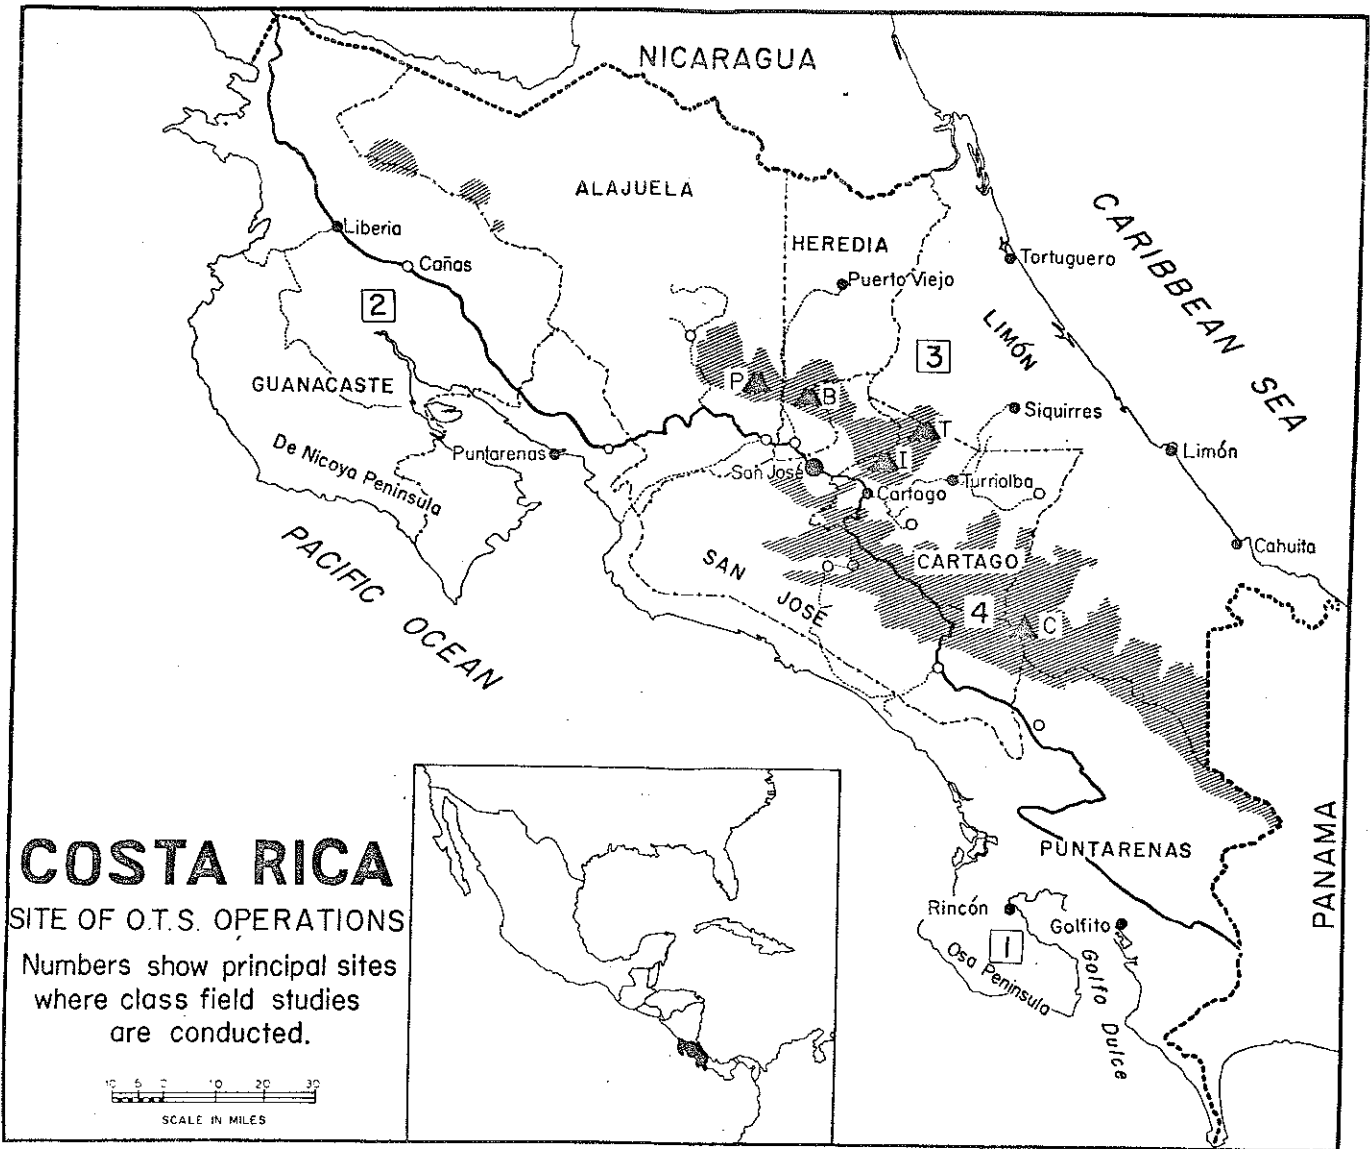 NICARAGUA
ALAJUELA
HEREDIA
CARIBBEAN SEA
Liberia
Cañas
Puerto Viejo
Tortuguero
2
3
LIMÓN
GUANACASTE
P
B
T
I
Siquirres
De Nicoya Peninsula
Puntarenas
San José
Cartago
Turriolba
Limón
Cahuita
PACIFIC OCEAN
SAN JOSÉ
CARTAGO
4
C
COSTA RICA
SITE OF O.T.S. OPERATIONS
Numbers show principal sites
where class field studies
are conducted.
10 5 0 10 20 30
SCALE IN MILES
PUNTARENAS
PANAMA
Rincón
Golfito
1
Osa Peninsula
Golfo Dulce